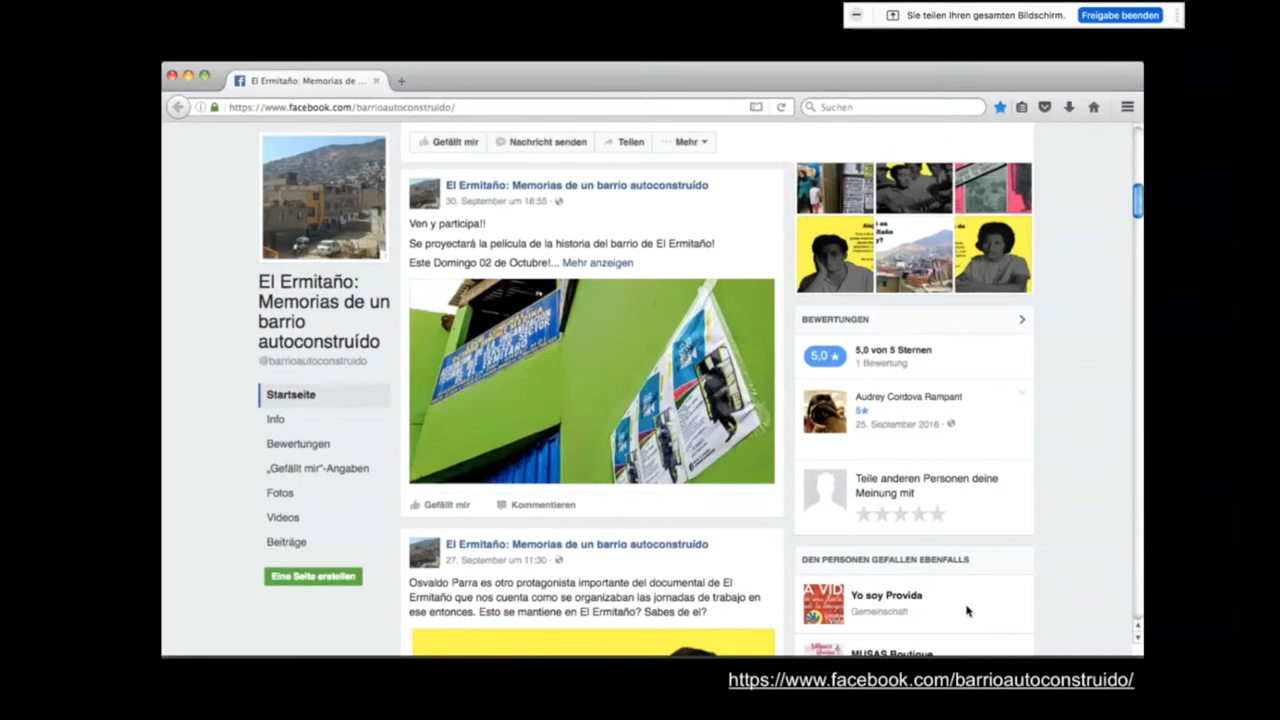 Sie teilen Ihren gesamten Bildschirm.
Freigabe beenden
El Ermitaño: Memorias de ...
https://www.facebook.com/barrioautoconstruido/
Suchen
Gefällt mir
Nachricht senden
Teilen
Mehr
El Ermitaño:
Memorias de un
barrio
autoconstruído
@barrioautoconstruido
Startseite
Info
Bewertungen
„Gefällt mir“-Angaben
Fotos
Videos
Beiträge
Eine Seite erstellen
El Ermitaño: Memorias de un barrio autoconstruído
30. September um 18:55
Ven y participa!!
Se proyectará la película de la historia del barrio de El Ermitaño!
Este Domingo 02 de Octubre!... Mehr anzeigen
Gefällt mir
Kommentieren
El Ermitaño: Memorias de un barrio autoconstruído
27. September um 11:30
Osvaldo Parra es otro protagonista importante del documental de El
Ermitaño que nos cuenta como se organizaban las jornadas de trabajo en
ese entonces. Esto se mantiene en El Ermitaño? Sabes de el?
BEWERTUNGEN
5,0
5,0 von 5 Sternen
1 Bewertung
Audrey Cordova Rampant
5
25. September 2016
Teile anderen Personen deine
Meinung mit
DEN PERSONEN GEFALLEN EBENFALLS
Yo soy Provida
Gemeinschaft
MUSAS Boutique
https://www.facebook.com/barrioautoconstruido/